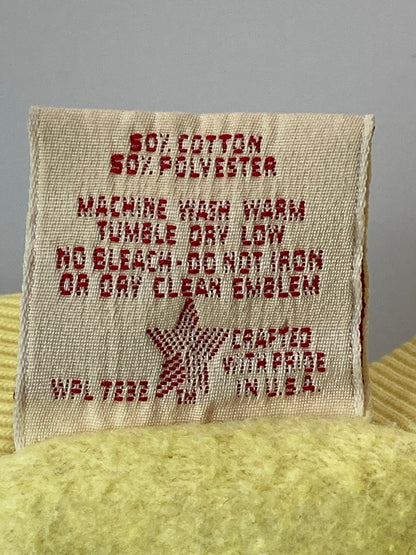 50% COTTON
50% POLYESTER
MACHINE WASH WARM
TUMBLE DRY LOW
NO BLEACH-DO NOT IRON
OR DRY CLEAN EMBLEM
CRAFTED
WITH PRIDE
WPL TM IN U.S.A.